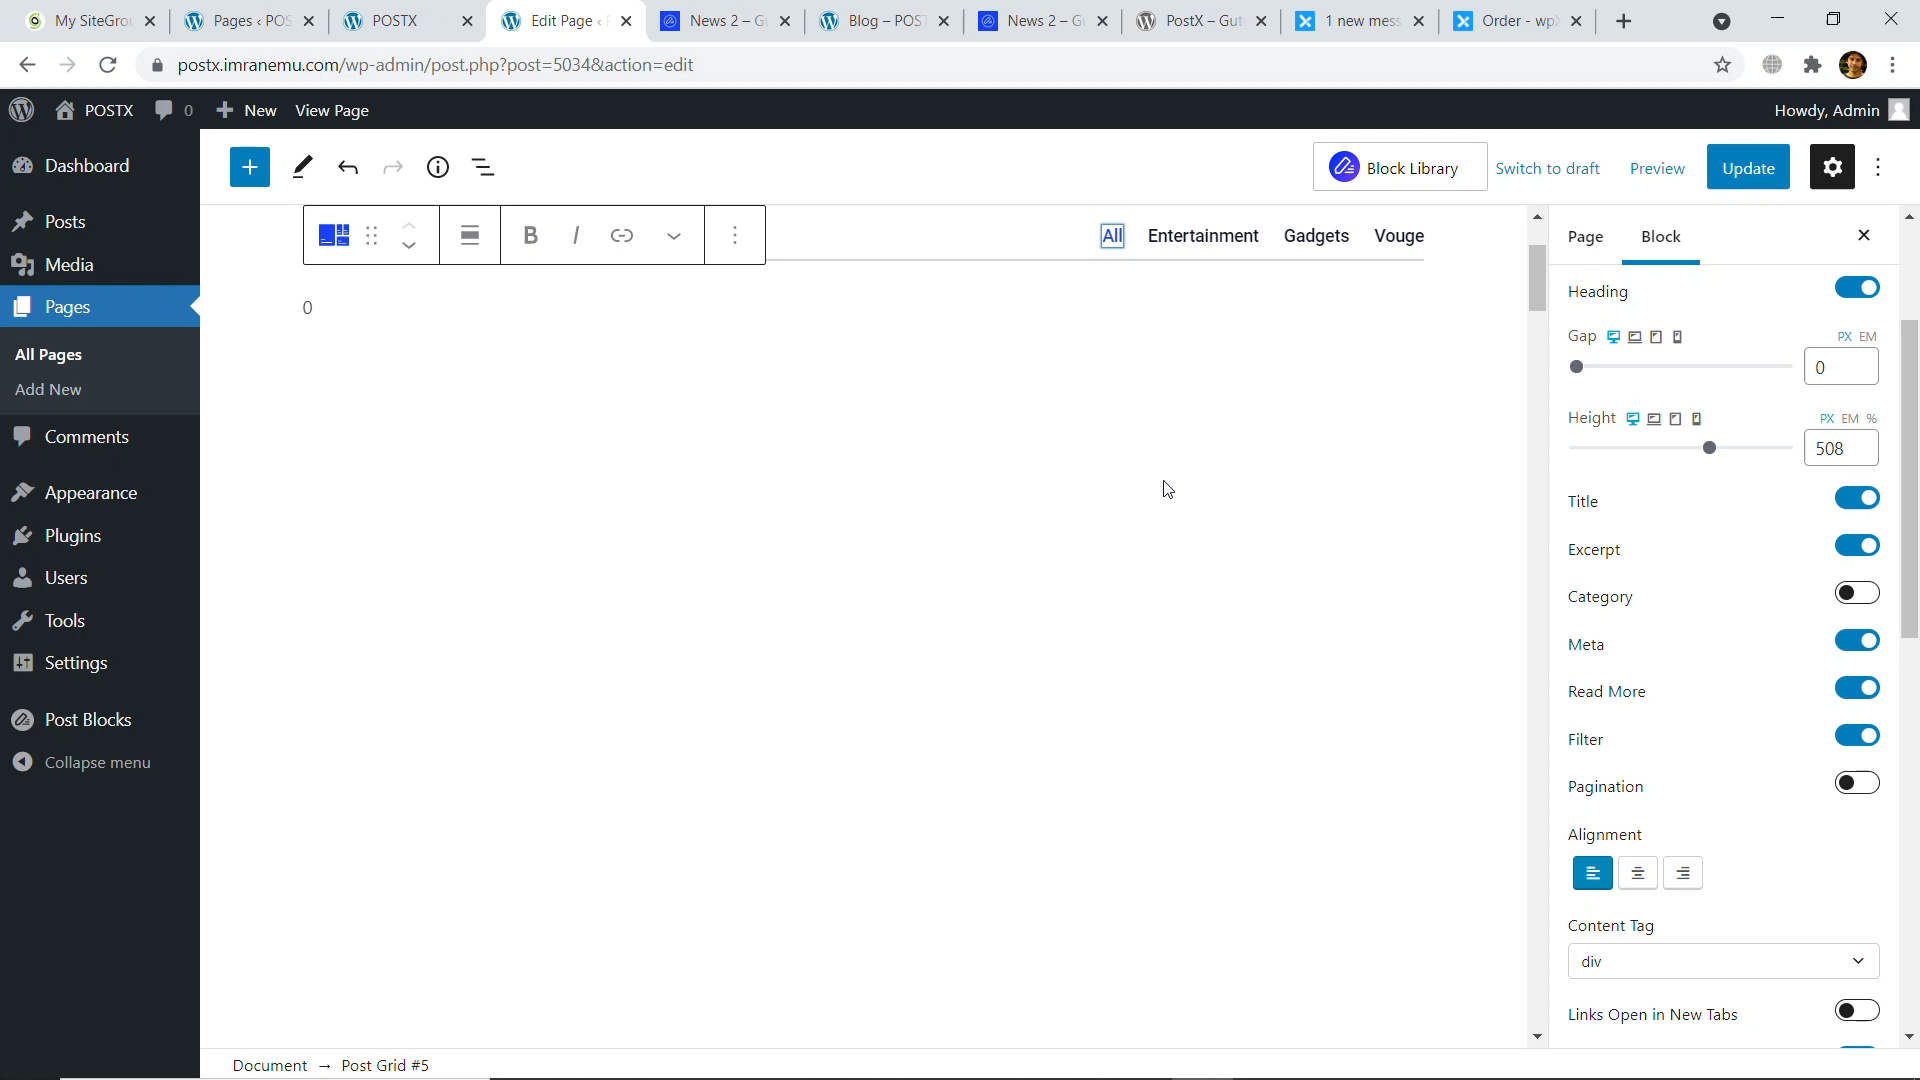 My SiteGrou
Pages ‹ POS
POSTX
Edit Page ‹
News 2 – Gu
Blog – POST
News 2 – Gu
PostX – Gut
1 new mess
Order - wpX
postx.imranemu.com/wp-admin/post.php?post=5034&action=edit
POSTX
0
New
View Page
Howdy, Admin
Dashboard
Posts
Media
Pages
All Pages
Add New
Comments
Appearance
Plugins
Users
Tools
Settings
Post Blocks
Collapse menu
Block Library
Switch to draft
Preview
Update
B
I
All
Entertainment
Gadgets
Vouge
0
Page
Block
Heading
Gap
PX EM
0
Height
PX EM %
508
Title
Excerpt
Category
Meta
Read More
Filter
Pagination
Alignment
Content Tag
div
Links Open in New Tabs
Document → Post Grid #5